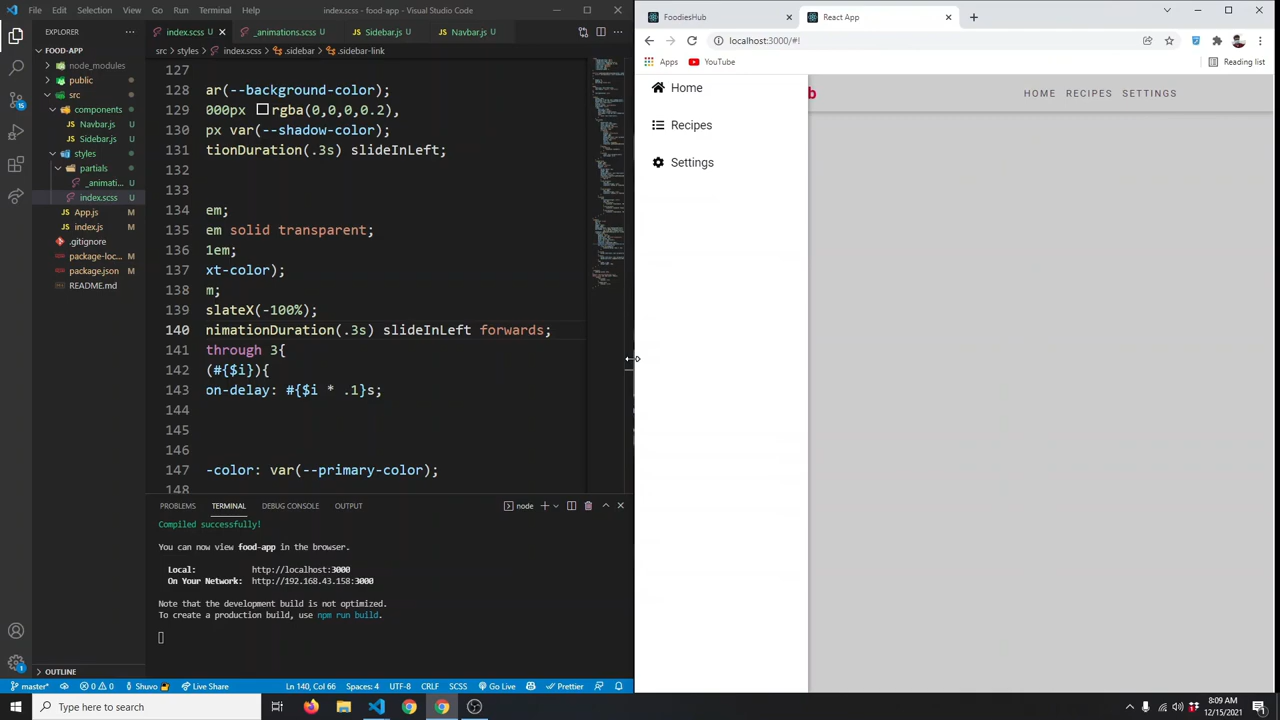 File Edit Selection View Go Run Terminal Help index.scss - food-app - Visual Studio Code
EXPLORER
FOOD-APP
node_modules
public
src
components
Navbar.js U
Sidebar.js U
styles
partials
_animati... U
index.scss U
App.js M
index.js M
.gitignore
package-loc... M
package.json M
README.md
OUTLINE
index.scss U _animations.scss U Sidebar.js U Navbar.js U
src > styles > index.scss > .sidebar > .sidebar-link
127
128 ar(--background-color);
129 000px rgba(0, 0, 0, 0.2),
130 px var(--shadow-color);
131 tionDuration(.3s) slideInLeft;
132
133
134 em;
135 em solid transparent;
136 1em;
137 xt-color);
138 m;
139 slateX(-100%);
140 nimationDuration(.3s) slideInLeft forwards;
141 through 3{
142 (#{$i}){
143 on-delay: #{$i * .1}s;
144
145
146
147 -color: var(--primary-color);
148
PROBLEMS TERMINAL DEBUG CONSOLE OUTPUT
node
Compiled successfully!
You can now view food-app in the browser.
Local: http://localhost:3000
On Your Network: http://192.168.43.158:3000
Note that the development build is not optimized.
To create a production build, use npm run build.
master* 0 0 Shuvo Live Share Ln 140, Col 66 Spaces: 4 UTF-8 CRLF SCSS Go Live Prettier
FoodiesHub React App
localhost:3000/#!
Apps YouTube Reading list
b HOME RECIPES SETTINGS
Home
Recipes
Settings
Type here to search
8:09 AM
12/15/2021